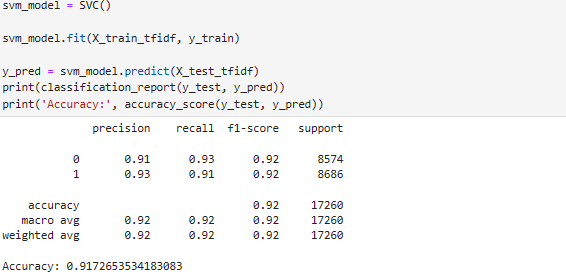 svm_model = SVC()
svm_model.fit(X_train_tfidf, y_train)
y_pred = svm_model.predict(X_test_tfidf)
print(classification_report(y_test, y_pred))
print('Accuracy:', accuracy_score(y_test, y_pred))
precision recall f1-score support
0 0.91 0.93 0.92 8574
1 0.93 0.91 0.92 8686
accuracy 0.92 17260
macro avg 0.92 0.92 0.92 17260
weighted avg 0.92 0.92 0.92 17260
Accuracy: 0.9172653534183083